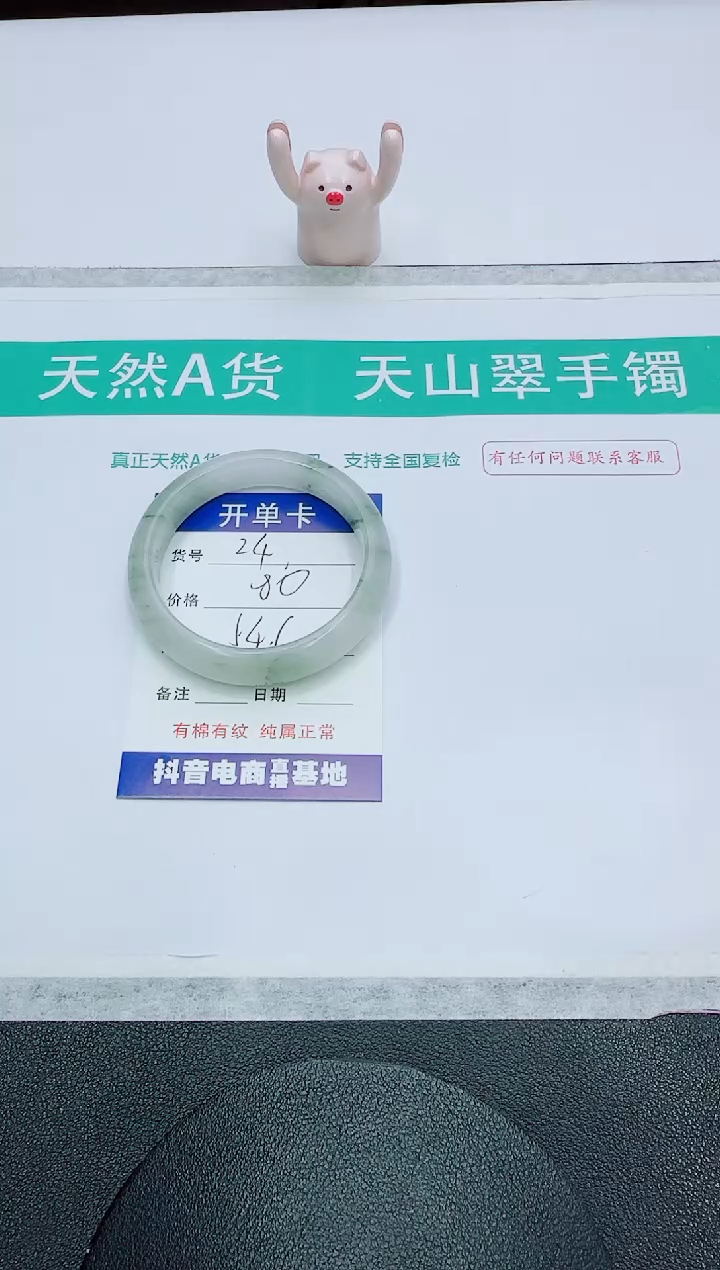 天然A货 天山翠手镯
真正天然A货 支持全国复检 有任何问题联系客服
开单卡
货号 24
价格 80
54.6
备注 日期
有棉有纹 纯属正常
抖音电商直播基地